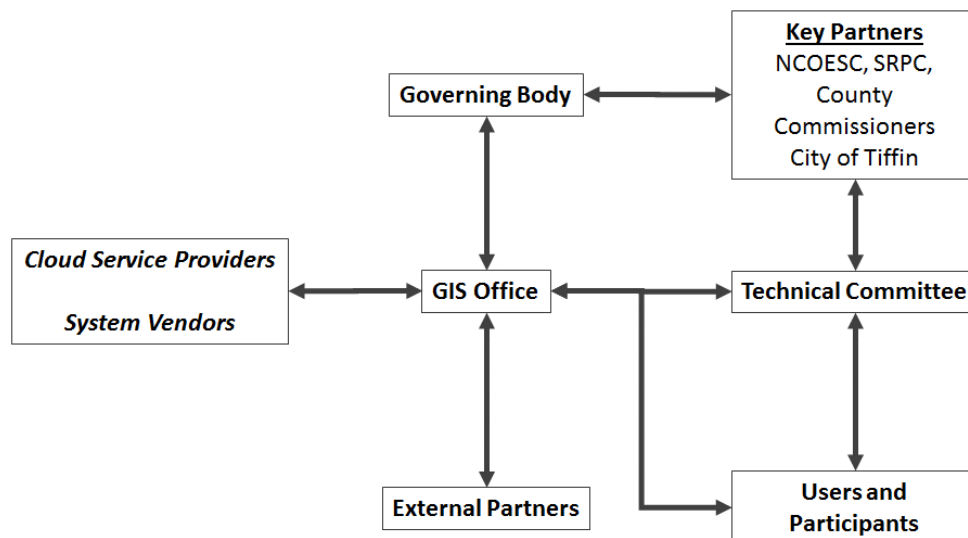 Key Partners
NCOESC, SRPC,
County
Commissioners
City of Tiffin
Governing Body
Cloud Service Providers
System Vendors
GIS Office
Technical Committee
External Partners
Users and
Participants